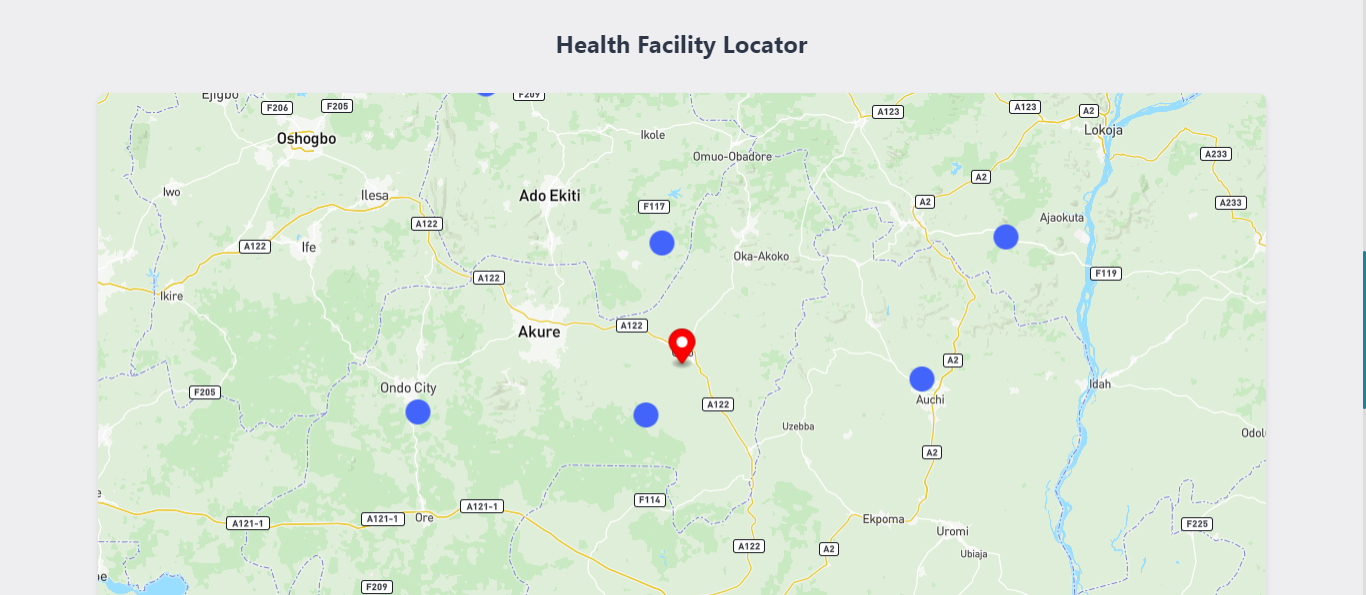 Health Facility Locator
Ejigbo
F206
F205
F209
A123
A123
A2
Lokoja
Oshogbo
Ikole
Omuo-Obadore
A233
A2
Iwo
Ilesa
Ado Ekiti
F117
A2
A233
A122
Ajaokuta
A122
Ife
Oka-Akoko
F119
A122
Ikire
Akure
A122
A2
F205
Ondo City
Idah
Auchi
A122
Uzebba
A2
F114
A121-1
A121-1
Ore
A121-1
Ekpoma
Uromi
F225
A122
A2
Ubiaja
F209